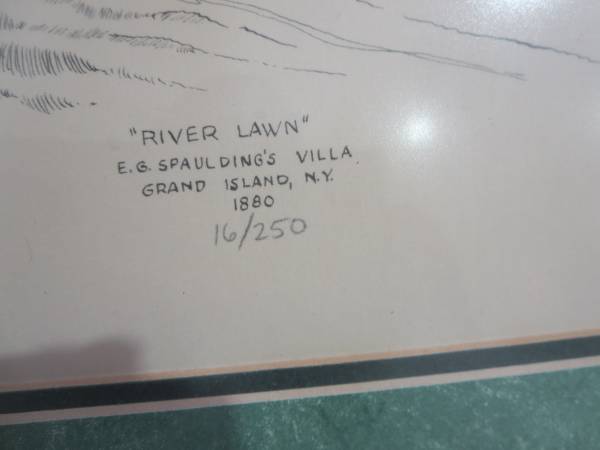 "RIVER LAWN"
E.G. SPAULDING'S VILLA
GRAND ISLAND, N.Y.
1880
16/250